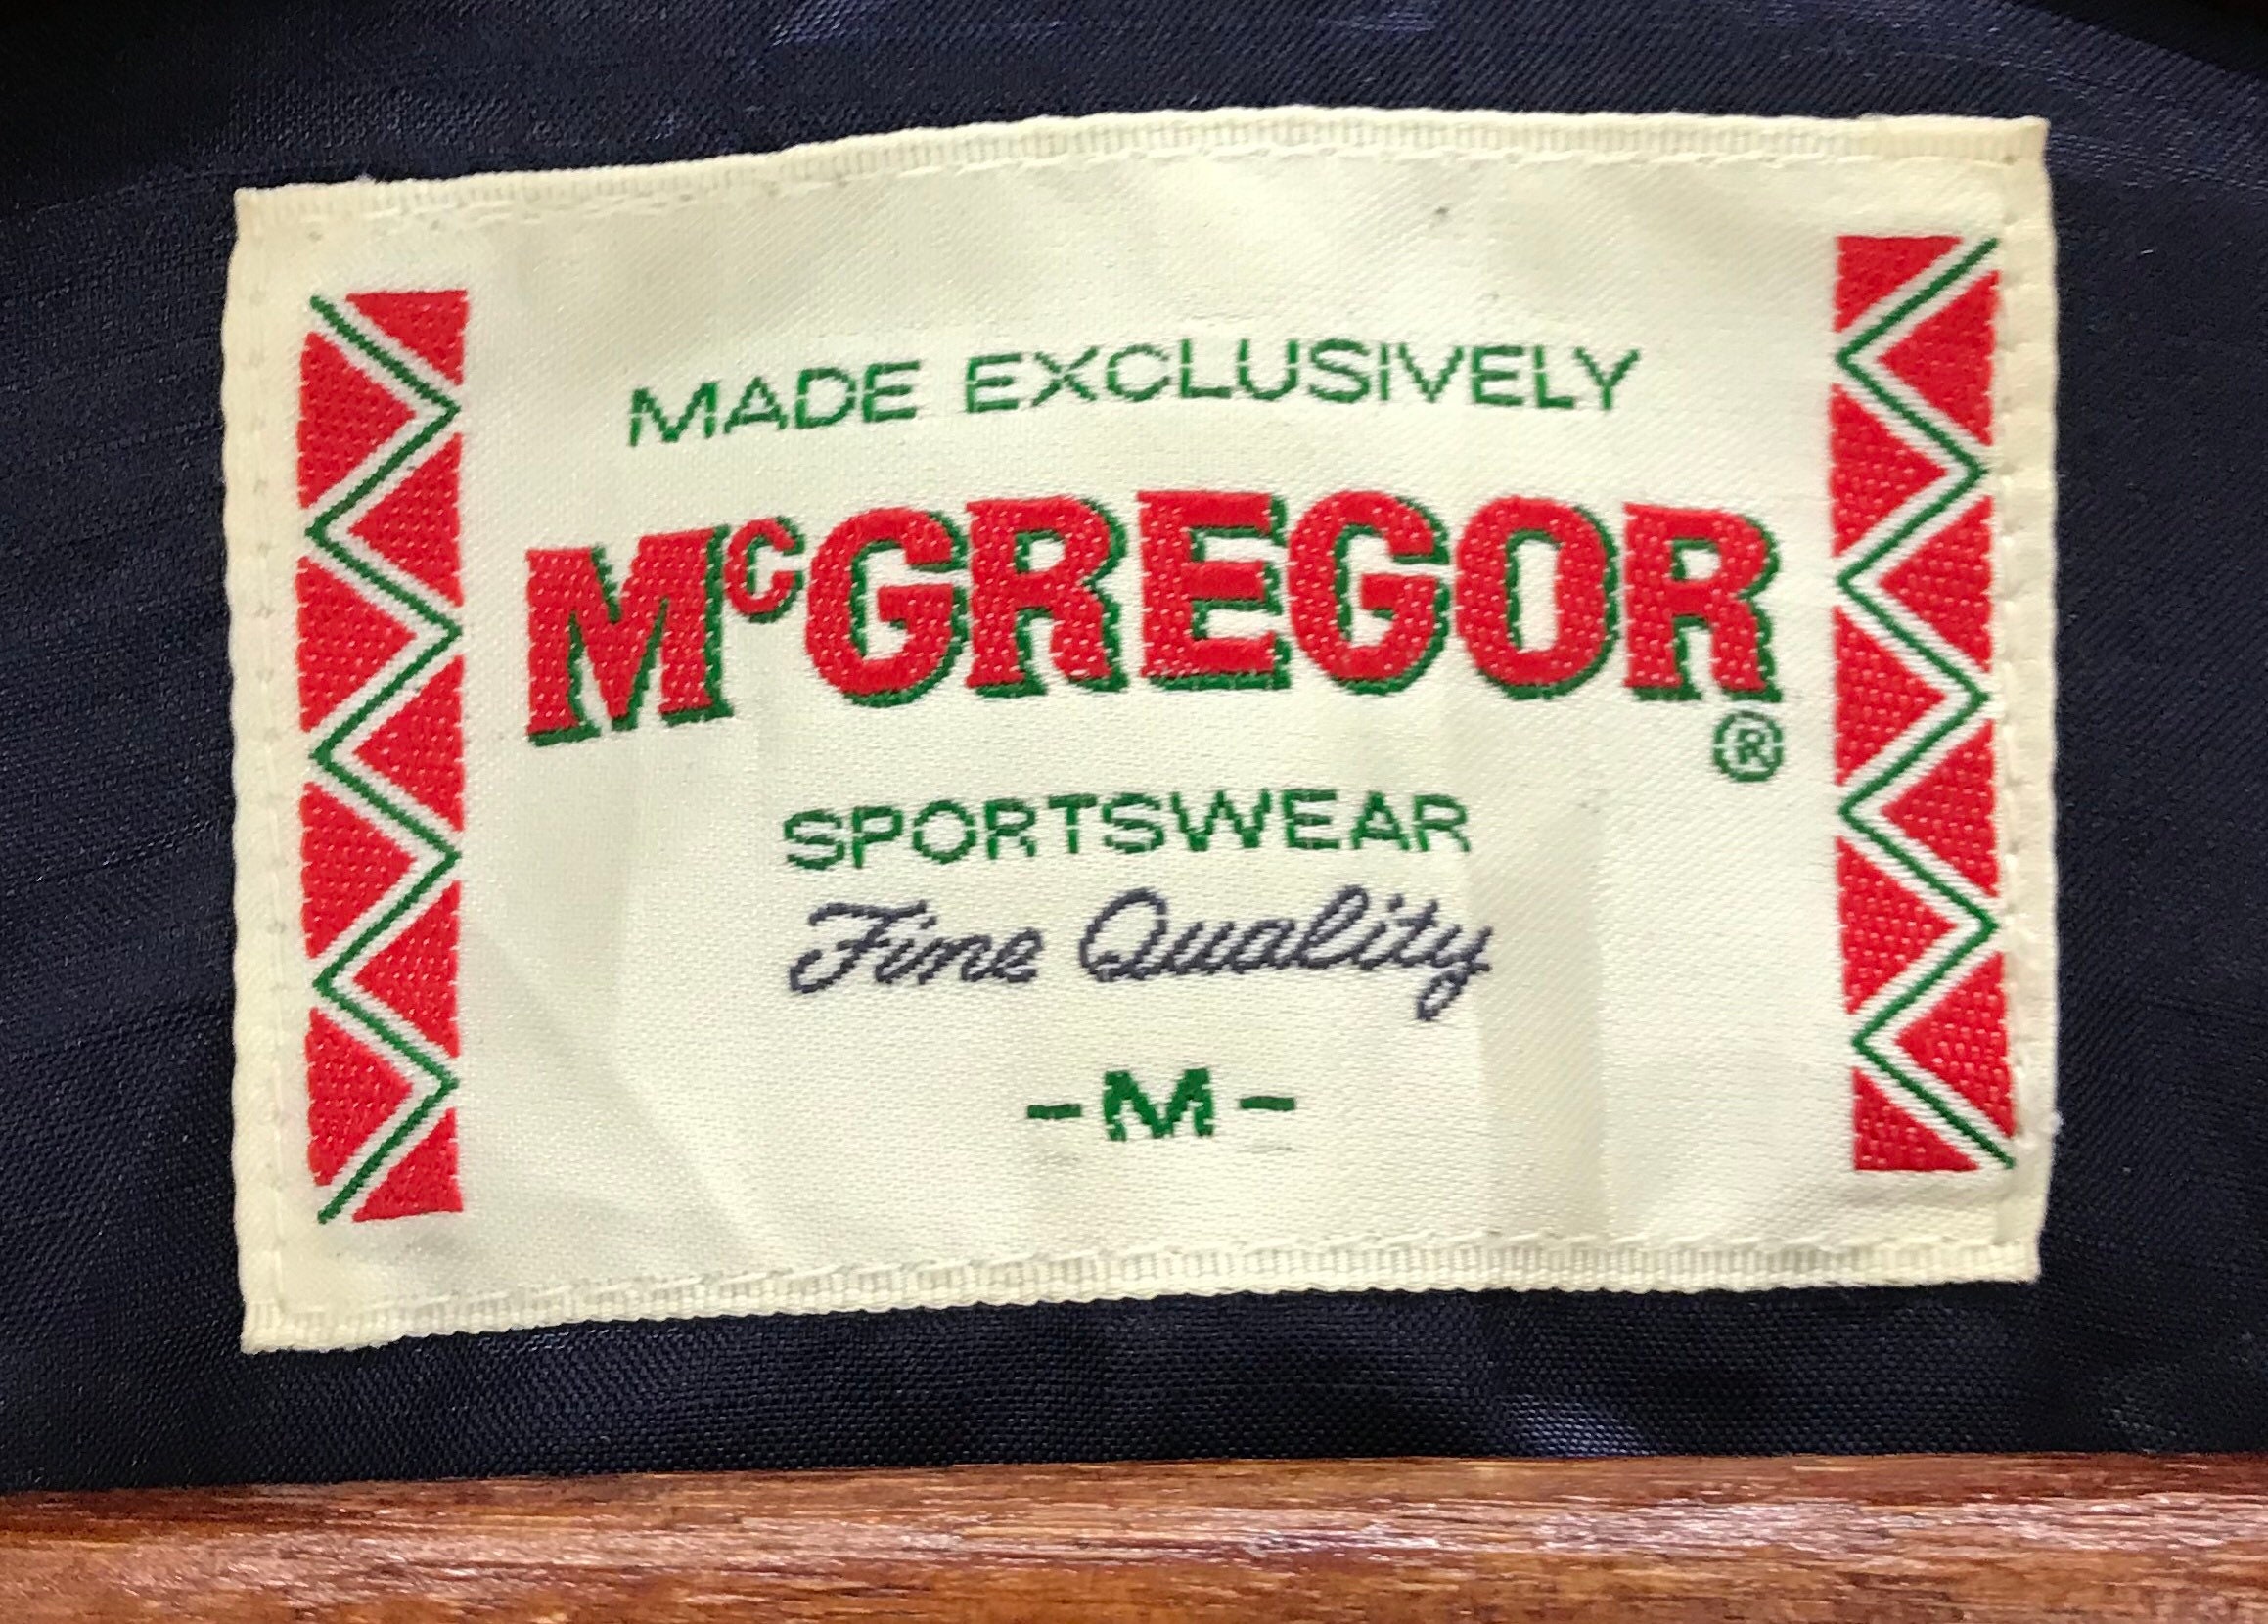 MADE EXCLUSIVELY
McGREGOR
®
SPORTSWEAR
Fine Quality
-M-